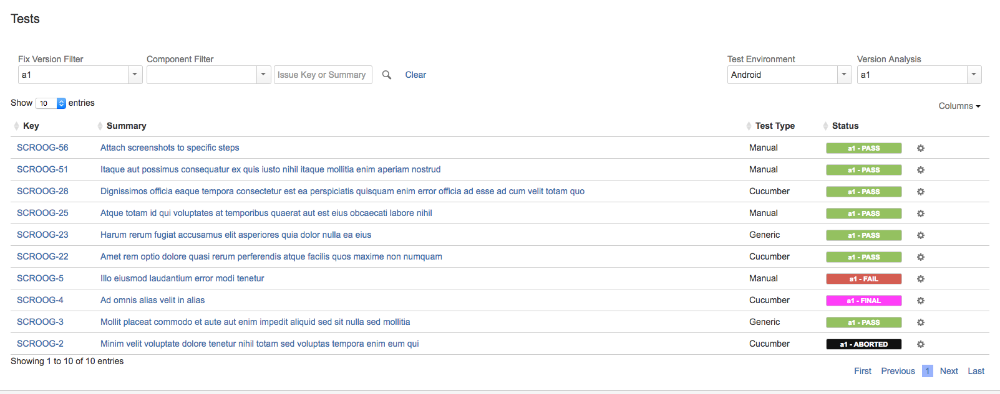 Tests
Fix Version Filter Component Filter Test Environment Version Analysis
a1 Issue Key or Summary Clear Android a1
Show 10 entries Columns
Key Summary Test Type Status
SCROOG-56 Attach screenshots to specific steps Manual a1 - PASS
SCROOG-51 Itaque aut possimus consequatur ex quis iusto nihil itaque mollitia enim aperiam nostrud Manual a1 - PASS
SCROOG-28 Dignissimos officia eaque tempora consectetur est ea perspiciatis quisquam enim error officia ad esse ad cum velit totam quo Cucumber a1 - PASS
SCROOG-25 Atque totam id qui voluptates at temporibus quaerat aut est eius obcaecati labore nihil Manual a1 - PASS
SCROOG-23 Harum rerum fugiat accusamus elit asperiores quia dolor nulla ea eius Generic a1 - PASS
SCROOG-22 Amet rem optio dolore quasi rerum perferendis atque facilis quos maxime non numquam Cucumber a1 - PASS
SCROOG-5 Illo eiusmod laudantium error modi tenetur Manual a1 - FAIL
SCROOG-4 Ad omnis alias velit in alias Cucumber a1 - FINAL
SCROOG-3 Mollit placeat commodo et aute aut enim impedit aliquid sed sit nulla sed mollitia Generic a1 - PASS
SCROOG-2 Minim velit voluptate dolore tenetur nihil totam sed voluptas tempora enim eum qui Cucumber a1 - ABORTED
Showing 1 to 10 of 10 entries
First Previous 1 Next Last